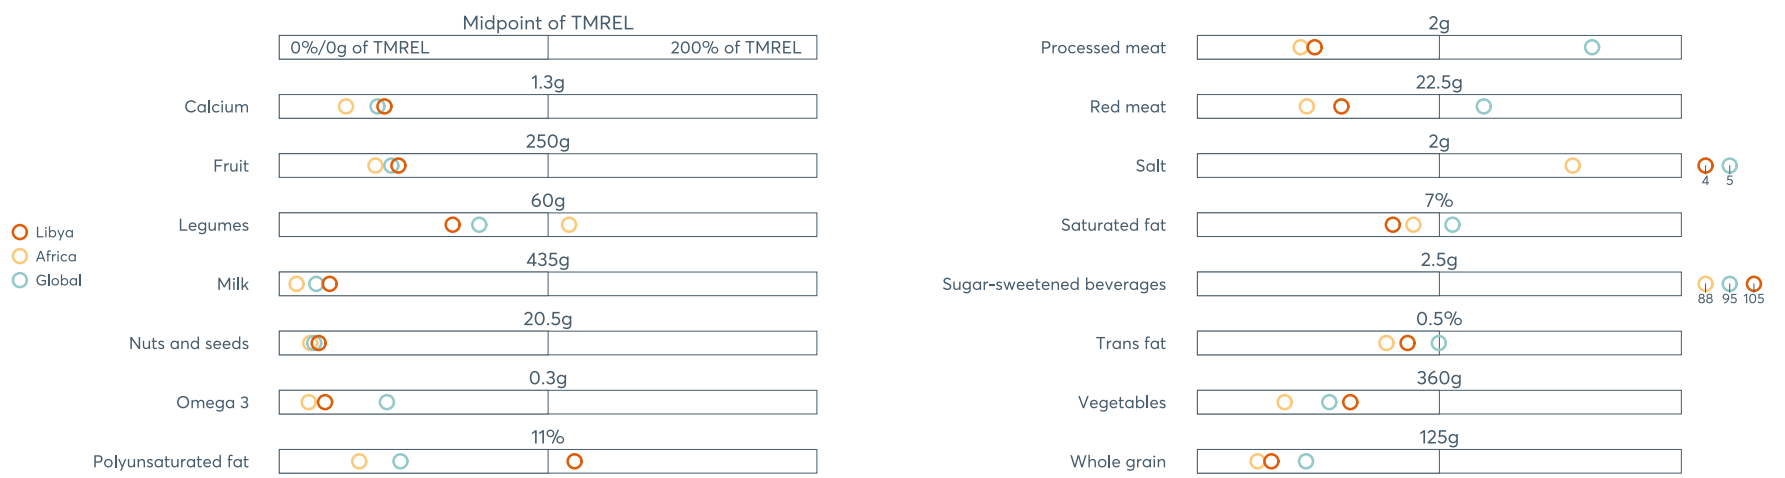 Midpoint of TMREL
0%/0g of TMREL 200% of TMREL
1.3g
Calcium
250g
Fruit
60g
Legumes
435g
Milk
20.5g
Nuts and seeds
0.3g
Omega 3
11%
Polyunsaturated fat
Libya
Africa
Global
2g
Processed meat
22.5g
Red meat
2g
Salt
4 5
7%
Saturated fat
2.5g
Sugar-sweetened beverages
88 95 105
0.5%
Trans fat
360g
Vegetables
125g
Whole grain